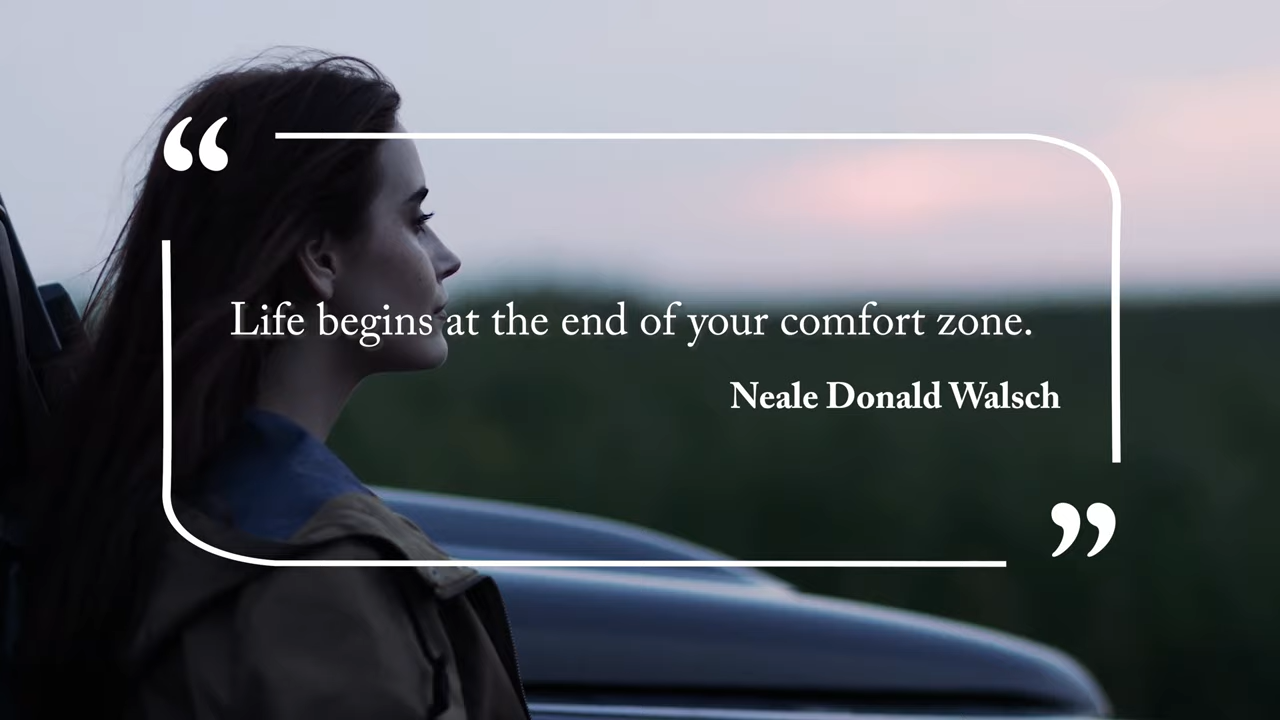 “
Life begins at the end of your comfort zone.
Neale Donald Walsch
”